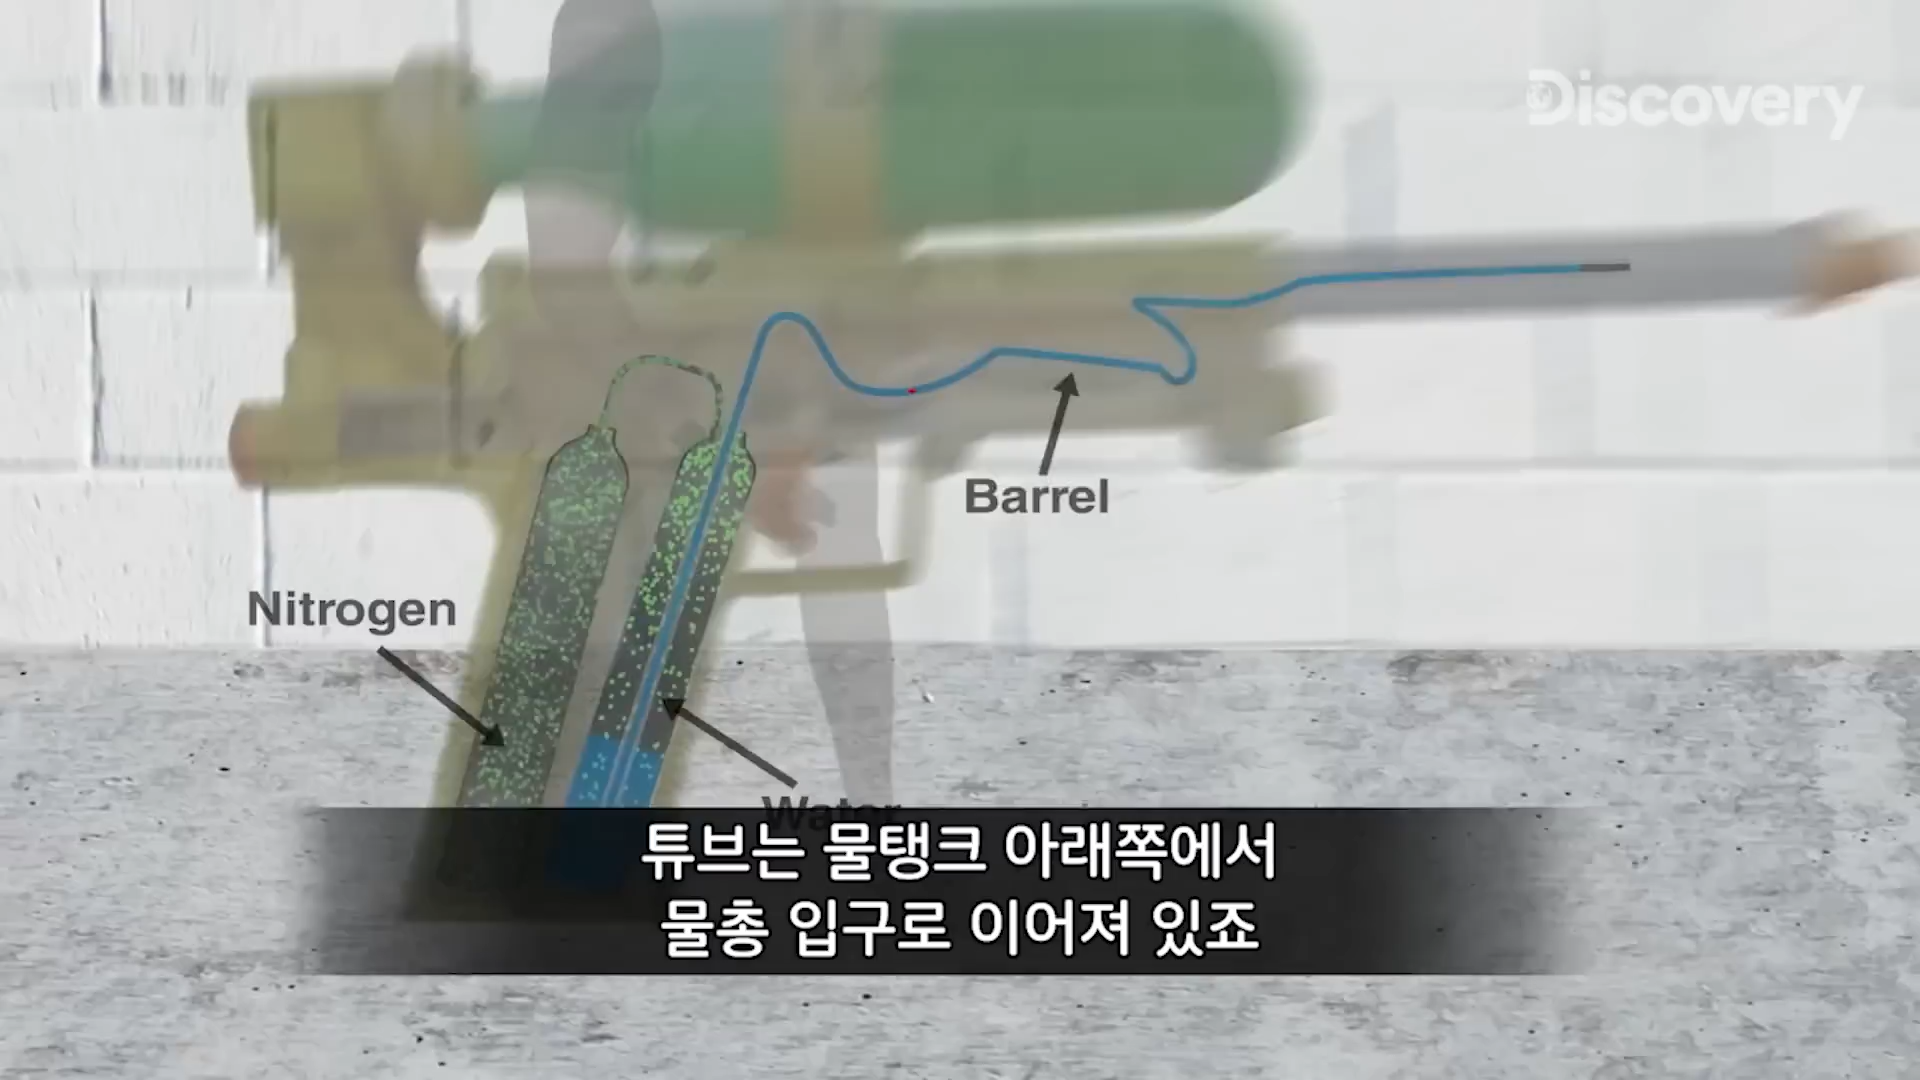 Discovery
Barrel
Nitrogen
Water
튜브는 물탱크 아래쪽에서
물총 입구로 이어져 있죠